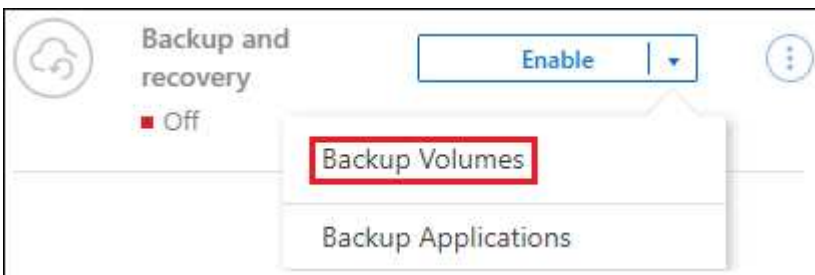 Backup and
recovery
Enable
Off
Backup Volumes
Backup Applications